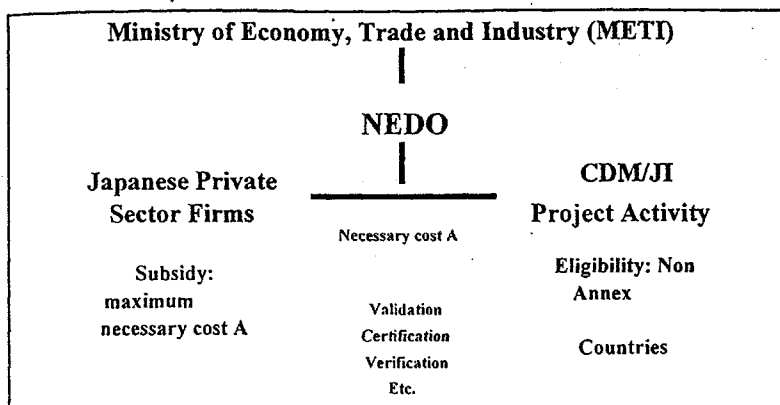 Ministry of Economy, Trade and Industry (METI)
NEDO
Japanese Private
Sector Firms
Subsidy:
maximum
necessary cost A
Necessary cost A
Validation
Certification
Verification
Etc.
CDM/JI
Project Activity
Eligibility: Non
Annex
Countries